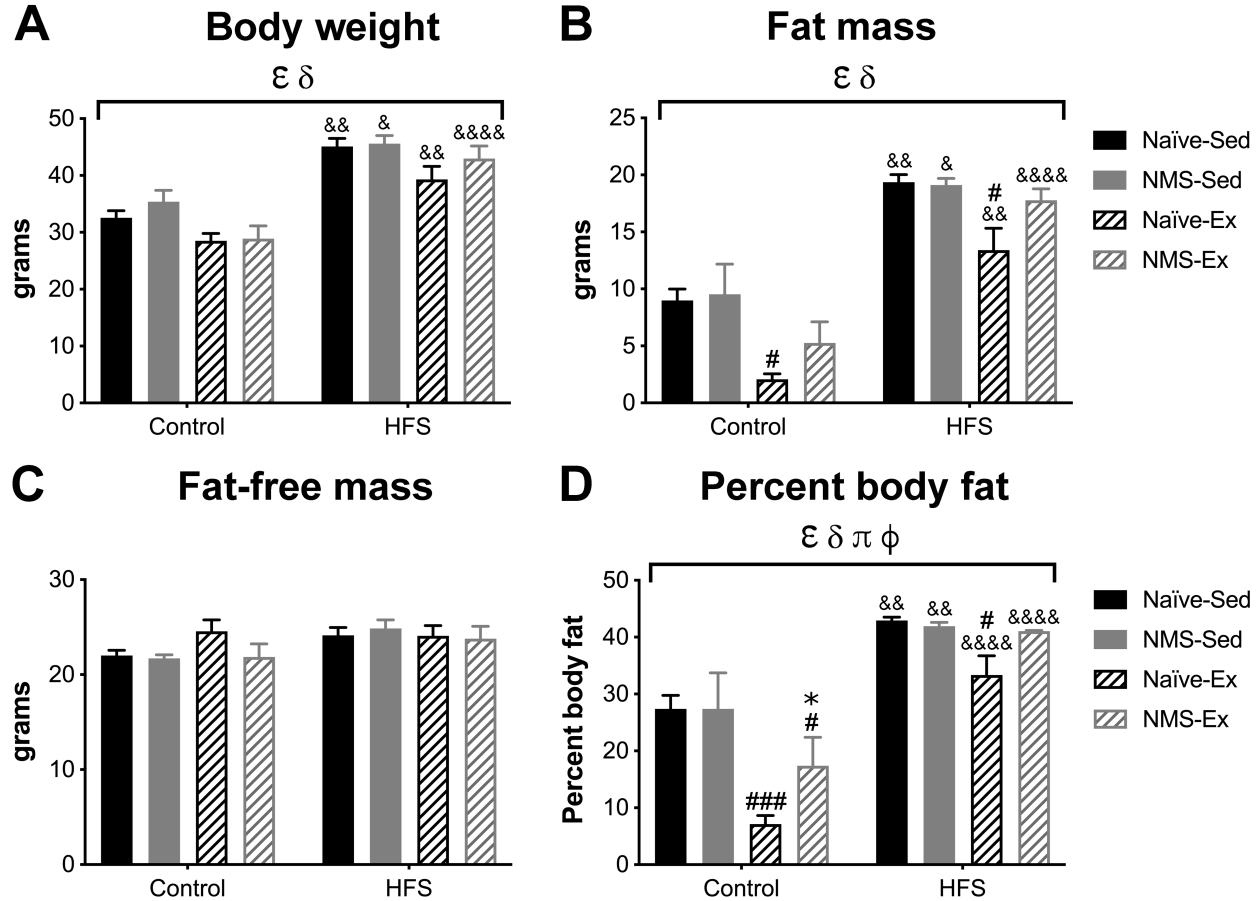 A Body weight
ε δ
grams
50
40
30
20
10
0
&&
&
&&
&&&&
Control HFS
B Fat mass
ε δ
grams
25
20
15
10
5
0
#
&&
&
#
&&
&&&&
Control HFS
Naïve-Sed
NMS-Sed
Naïve-Ex
NMS-Ex
C Fat-free mass
grams
30
20
10
0
Control HFS
D Percent body fat
ε δ π ϕ
Percent body fat
50
40
30
20
10
0
###
*
#
&&
&&
#
&&&&
&&&&
Control HFS
Naïve-Sed
NMS-Sed
Naïve-Ex
NMS-Ex